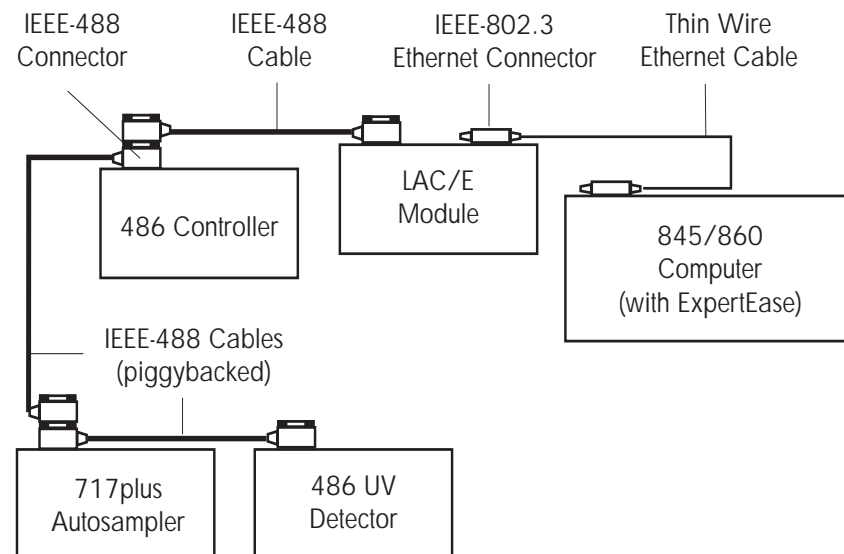 IEEE-488
Connector
IEEE-488
Cable
IEEE-802.3
Ethernet Connector
Thin Wire
Ethernet Cable
486 Controller
LAC/E
Module
845/860
Computer
(with ExpertEase)
IEEE-488 Cables
(piggybacked)
717plus
Autosampler
486 UV
Detector